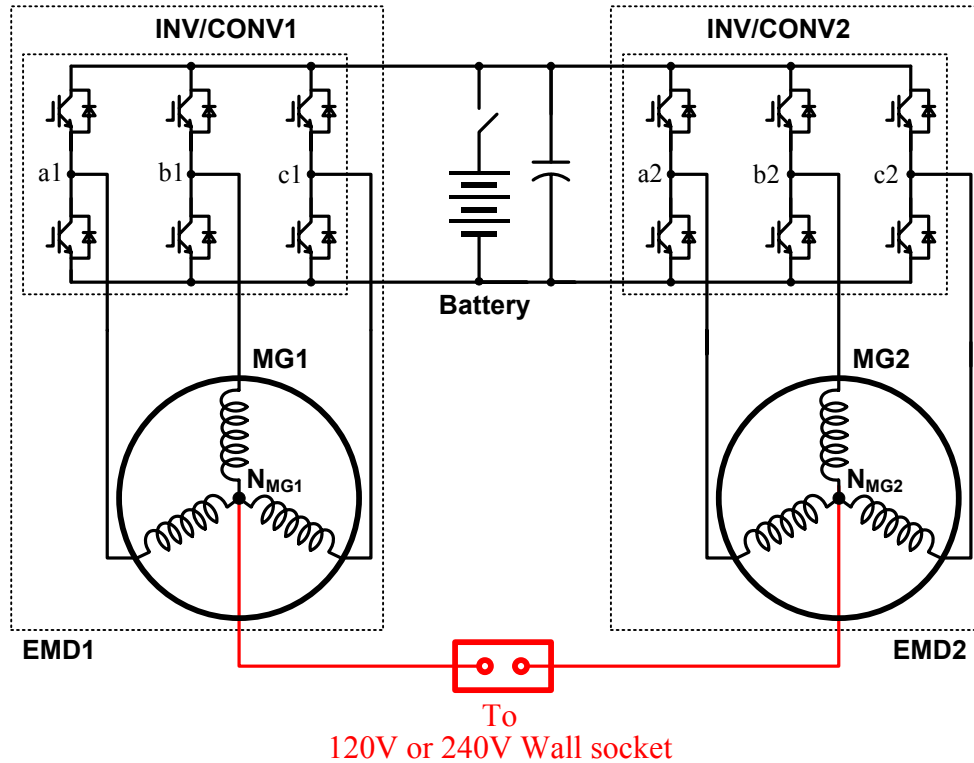 INV/CONV1
INV/CONV2
a1
b1
c1
a2
b2
c2
Battery
MG1
MG2
NMG1
NMG2
EMD1
EMD2
To
120V or 240V Wall socket